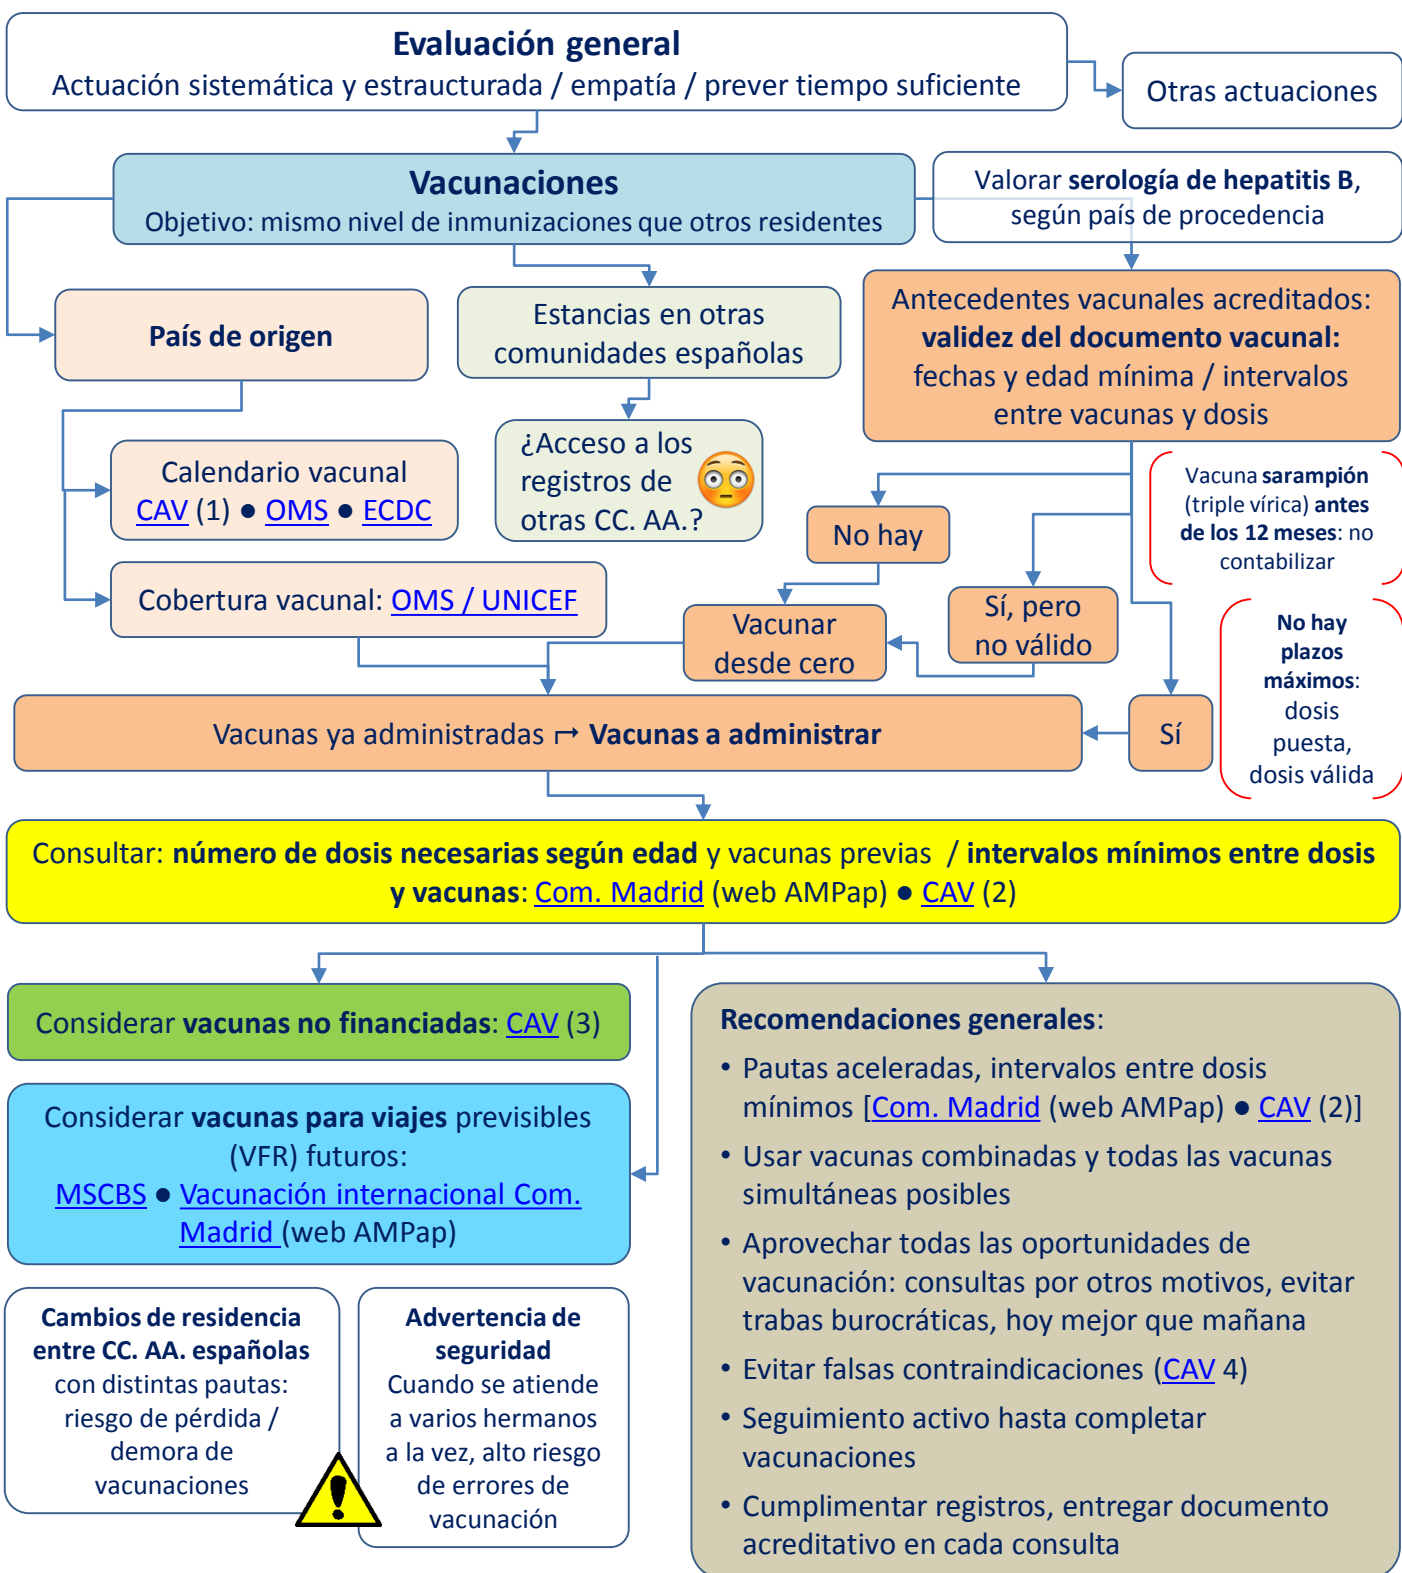 Evaluación general
Actuación sistemática y estraucturada / empatía / prever tiempo suficiente
Otras actuaciones
Vacunaciones
Objetivo: mismo nivel de inmunizaciones que otros residentes
Valorar serología de hepatitis B,
según país de procedencia
País de origen
Estancias en otras
comunidades españolas
Antecedentes vacunales acreditados:
validez del documento vacunal:
fechas y edad mínima / intervalos
entre vacunas y dosis
Calendario vacunal
CAV (1) ● OMS ● ECDC
¿Acceso a los
registros de
otras CC. AA.?
Vacuna sarampión
(triple vírica) antes
de los 12 meses: no
contabilizar
No hay
Cobertura vacunal: OMS / UNICEF
Vacunar
desde cero
Sí, pero
no válido
No hay
plazos
máximos:
dosis
puesta,
dosis válida
Vacunas ya administradas ↱ Vacunas a administrar
Sí
Consultar: número de dosis necesarias según edad y vacunas previas / intervalos mínimos entre dosis
y vacunas: Com. Madrid (web AMPap) ● CAV (2)
Considerar vacunas no financiadas: CAV (3)
Considerar vacunas para viajes previsibles
(VFR) futuros:
MSCBS ● Vacunación internacional Com.
Madrid (web AMPap)
Cambios de residencia
entre CC. AA. españolas
con distintas pautas:
riesgo de pérdida /
demora de
vacunaciones
Advertencia de
seguridad
Cuando se atiende
a varios hermanos
a la vez, alto riesgo
de errores de
vacunación
Recomendaciones generales:
• Pautas aceleradas, intervalos entre dosis
mínimos [Com. Madrid (web AMPap) ● CAV (2)]
• Usar vacunas combinadas y todas las vacunas
simultáneas posibles
• Aprovechar todas las oportunidades de
vacunación: consultas por otros motivos, evitar
trabas burocráticas, hoy mejor que mañana
• Evitar falsas contraindicaciones (CAV 4)
• Seguimiento activo hasta completar
vacunaciones
• Cumplimentar registros, entregar documento
acreditativo en cada consulta